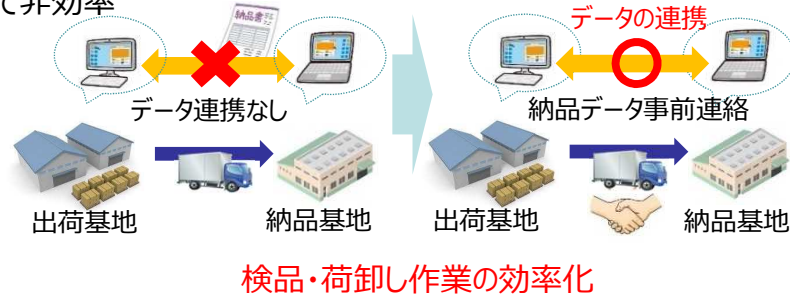 て非効率
納品書
データの連携
データ連携なし
納品データ事前連絡
出荷基地
納品基地
出荷基地
納品基地
検品・荷卸し作業の効率化